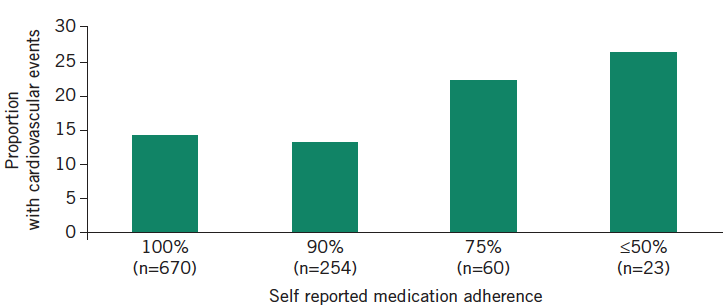 Proportion
with cardiovascular events
30
25
20
15
10
5
0
100% 90% 75% ≤50%
(n=670) (n=254) (n=60) (n=23)
Self reported medication adherence